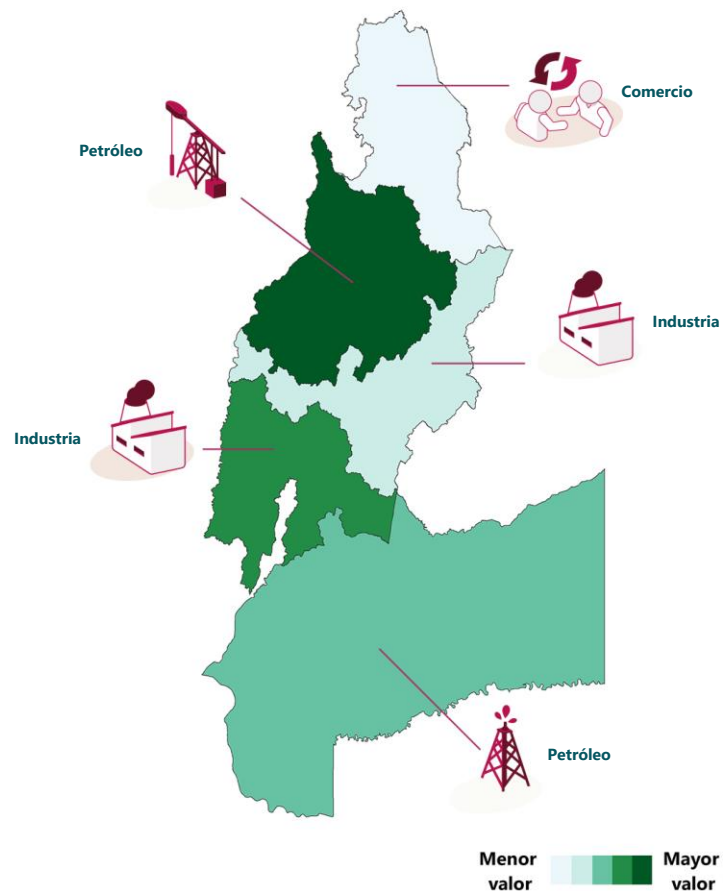 Comercio
Petróleo
Industria
Industria
Petróleo
Menor
valor
Mayor
valor